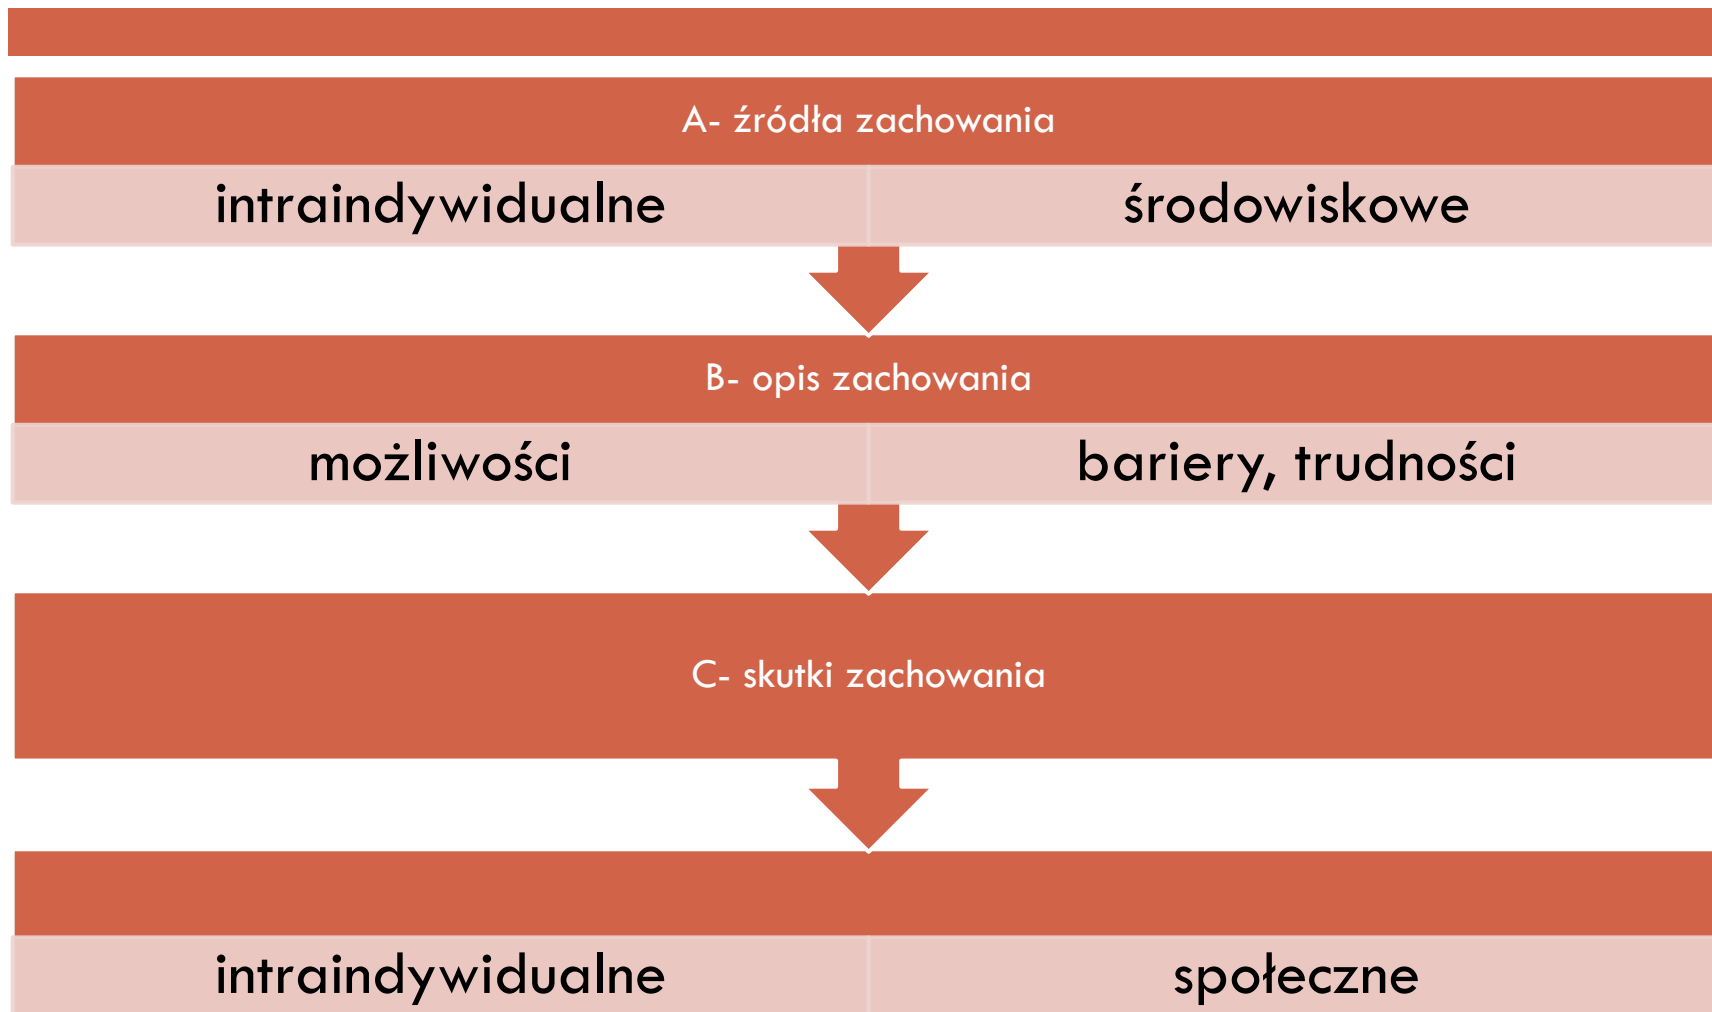 A- źródła zachowania
intraindywidualne środowiskowe
B- opis zachowania
możliwości bariery, trudności
C- skutki zachowania
intraindywidualne społeczne